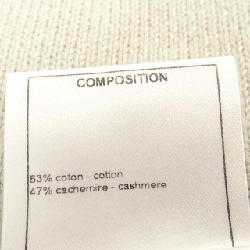 COMPOSITION
53% coton - cotton
47% cachemire - cashmere